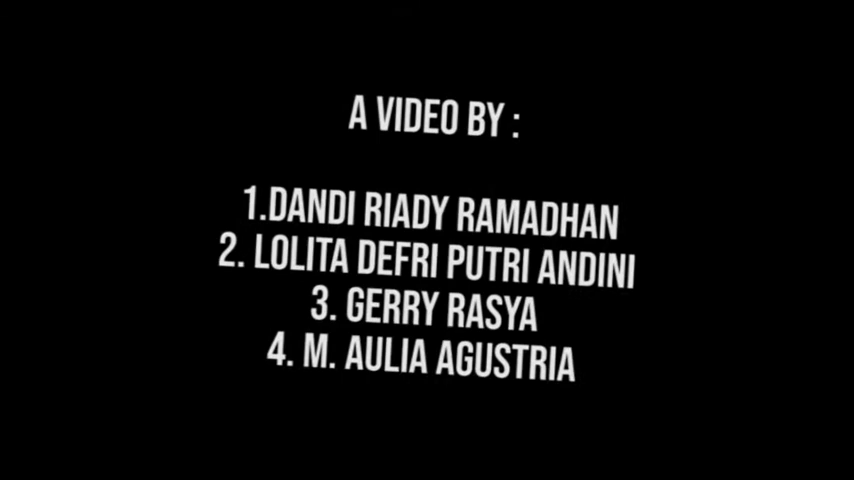 A VIDEO BY :
1.DANDI RIADY RAMADHAN
2. LOLITA DEFRI PUTRI ANDINI
3. GERRY RASYA
4. M. AULIA AGUSTRIA